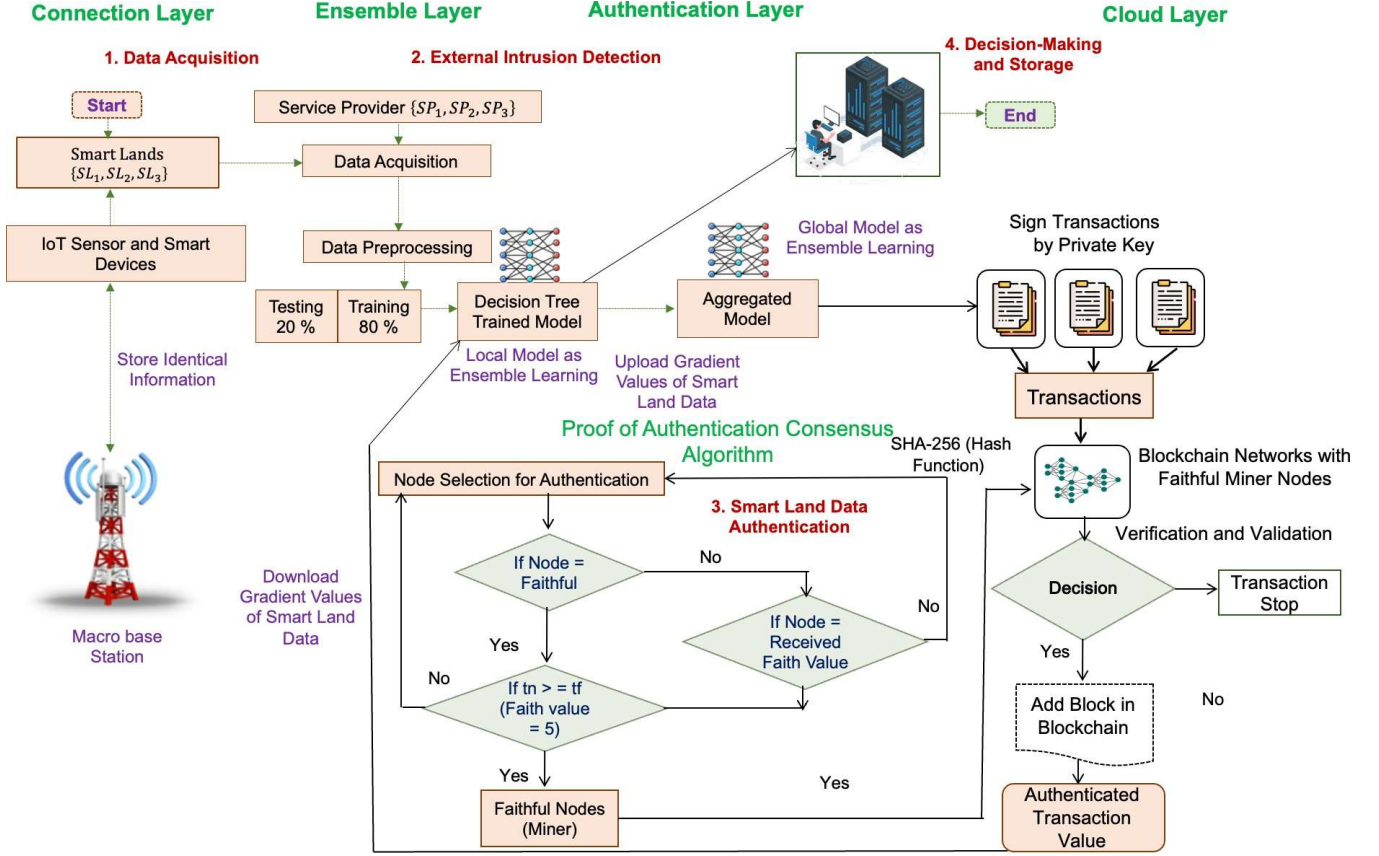 Connection Layer
Ensemble Layer
Authentication Layer
Cloud Layer
1. Data Acquisition
2. External Intrusion Detection
4. Decision-Making
and Storage
Start
Service Provider {SP₁, SP₂, SP₃}
End
Smart Lands
{SL₁, SL₂, SL₃}
Data Acquisition
IoT Sensor and Smart
Devices
Data Preprocessing
Global Model as
Ensemble Learning
Sign Transactions
by Private Key
Testing
20 %
Training
80 %
Decision Tree
Trained Model
Aggregated
Model
Store Identical
Information
Local Model as
Ensemble Learning
Upload Gradient
Values of Smart
Land Data
Transactions
Proof of Authentication Consensus
Algorithm
SHA-256 (Hash
Function)
Blockchain Networks with
Faithful Miner Nodes
Node Selection for Authentication
3. Smart Land Data
Authentication
Verification and Validation
If Node =
Faithful
No
Decision
Transaction
Stop
Download
Gradient Values
of Smart Land
Data
Macro base
Station
If Node =
Received
Faith Value
No
Yes
Yes
No
If tn > = tf
(Faith value
= 5)
Add Block in
Blockchain
No
Yes
Yes
Faithful Nodes
(Miner)
Authenticated
Transaction
Value